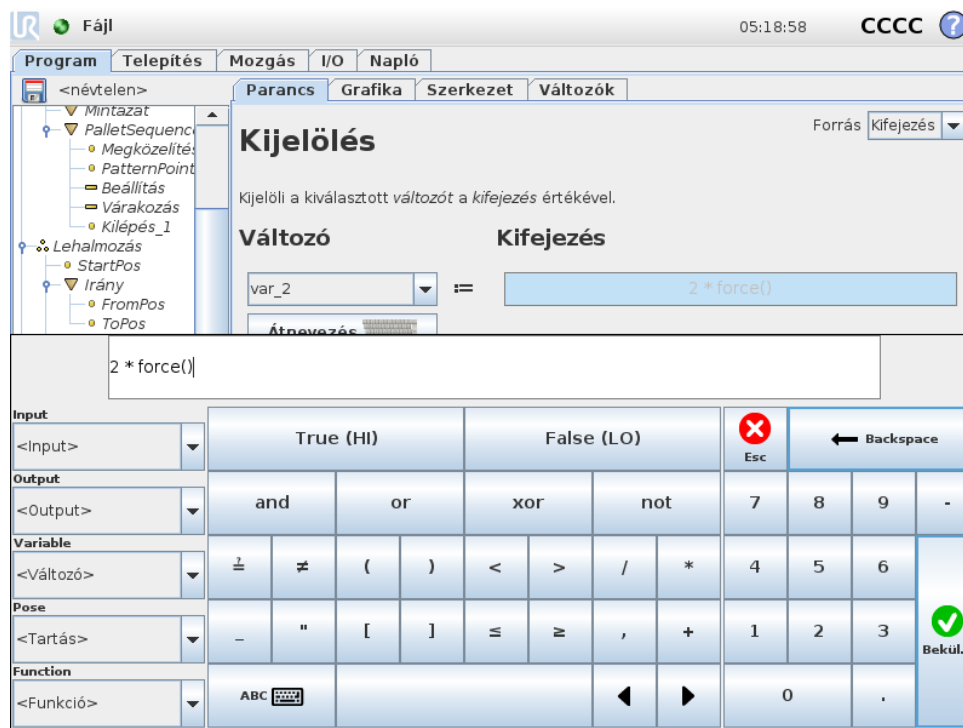 UR Fájl 05:18:58 CCCC ?
Program Telepítés Mozgás I/O Napló
<névtelen> Parancs Grafika Szerkezet Változók
Mintázat
PalletSequenc
Megközelítés
PatternPoint
Beállítás
Várakozás
Kilépés_1
Lehalmozás
StartPos
Irány
FromPos
ToPos
Kijelölés
Forrás Kifejezés
Kijelöli a kiválasztott változót a kifejezés értékével.
Változó Kifejezés
var_2 := 2 * force()
Átnevezés
2 * force()
Input
<Input>
Output
<Output>
Variable
<Változó>
Pose
<Tartás>
Function
<Funkció>
True (HI) False (LO) Esc Backspace
and or xor not 7 8 9 -
≟ ≠ ( ) < > / * 4 5 6
_ " [ ] ≤ ≥ , + 1 2 3 Bekül.
ABC 0 .